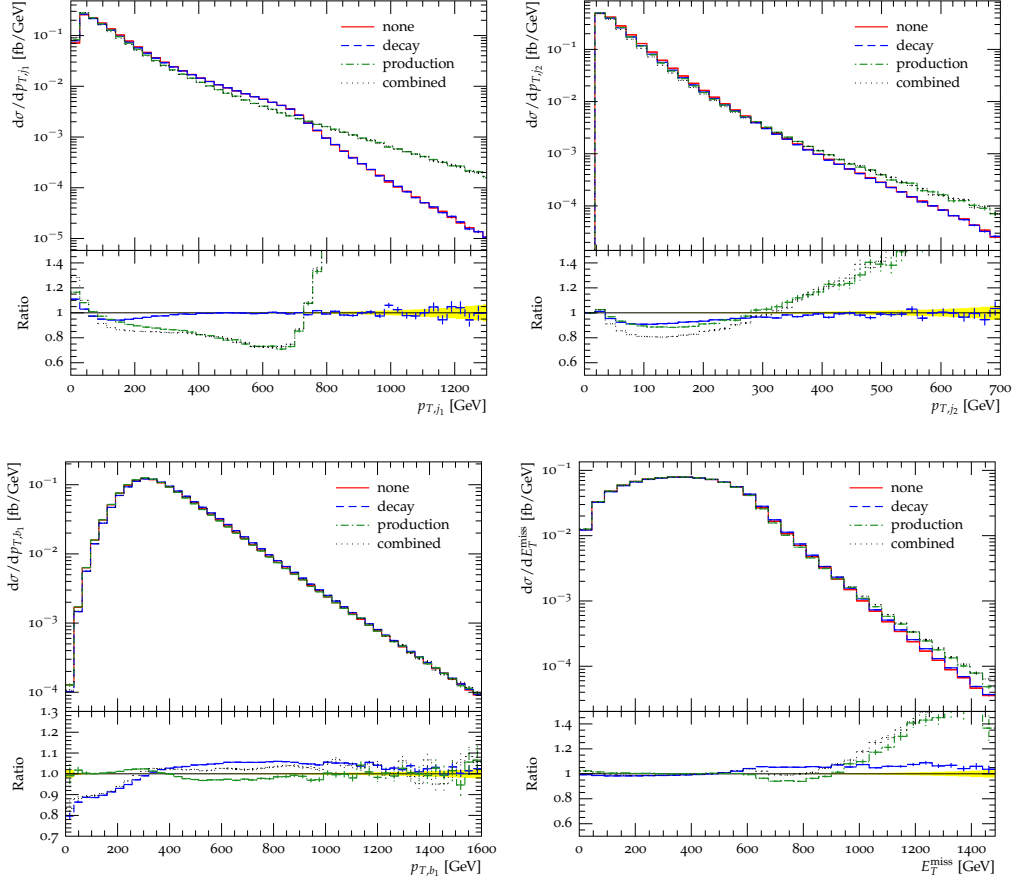 dσ/dp_{T,j_1} [fb/GeV]
none
decay
production
combined
10^{-1}
10^{-2}
10^{-3}
10^{-4}
10^{-5}
Ratio
1.4
1.2
1
0.8
0.6
0 200 400 600 800 1000 1200
p_{T,j_1} [GeV]
dσ/dp_{T,j_2} [fb/GeV]
none
decay
production
combined
10^{-1}
10^{-2}
10^{-3}
10^{-4}
Ratio
1.4
1.2
1
0.8
0.6
0 100 200 300 400 500 600 700
p_{T,j_2} [GeV]
dσ/dp_{T,b_1} [fb/GeV]
none
decay
production
combined
10^{-1}
10^{-2}
10^{-3}
10^{-4}
Ratio
1.3
1.2
1.1
1.0
0.9
0.8
0.7
0 200 400 600 800 1000 1200 1400 1600
p_{T,b_1} [GeV]
dσ/dE_T^{miss} [fb/GeV]
none
decay
production
combined
10^{-1}
10^{-2}
10^{-3}
10^{-4}
Ratio
1.4
1.2
1
0.8
0.6
0 200 400 600 800 1000 1200 1400
E_T^{miss} [GeV]